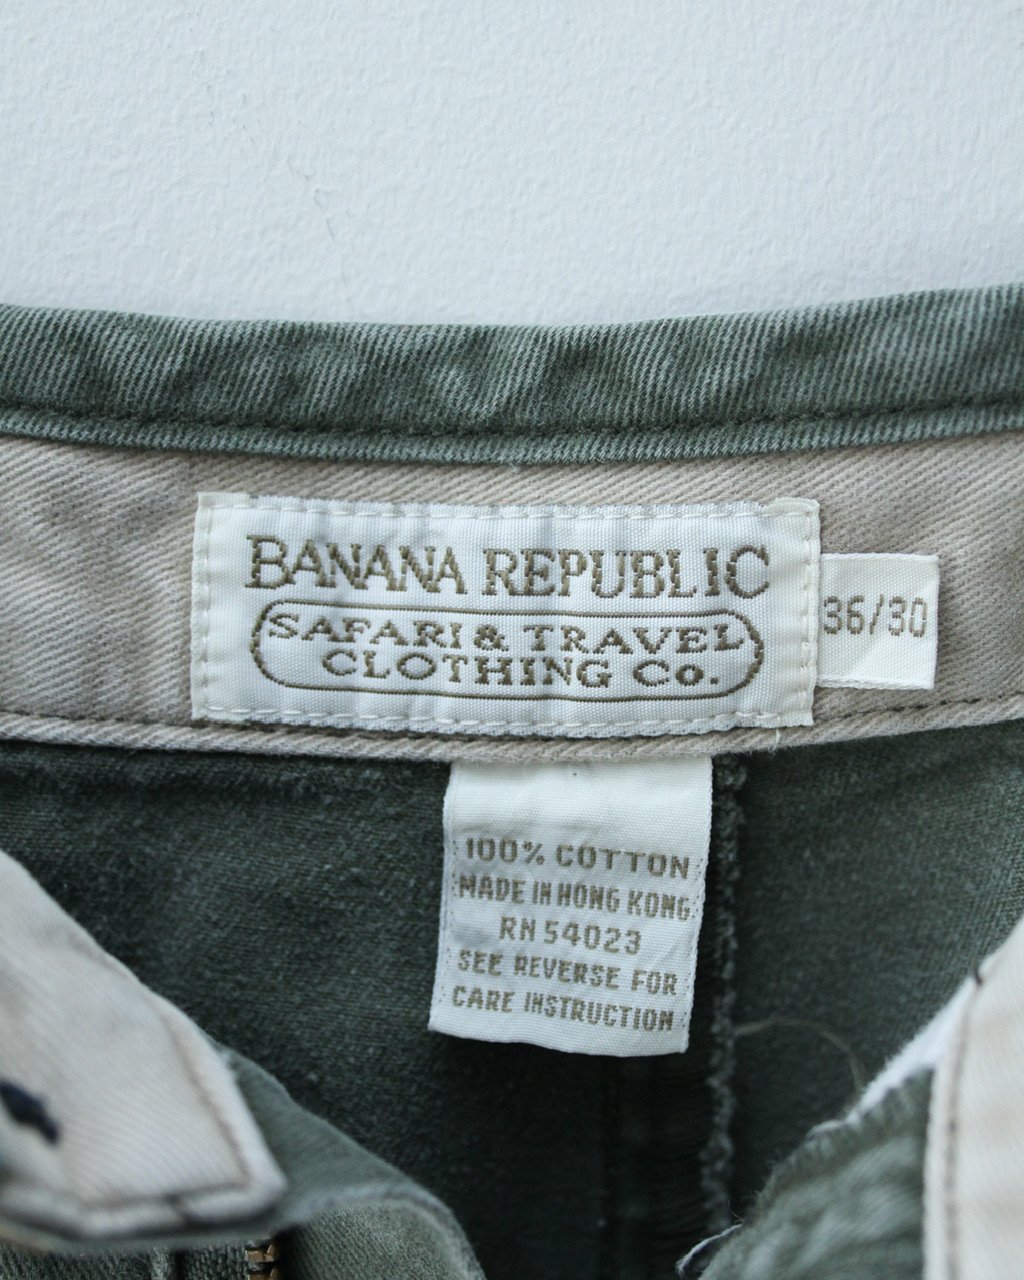 BANANA REPUBLIC
SAFARI & TRAVEL
CLOTHING Co.
36/30
100% COTTON
MADE IN HONG KONG
RN 54023
SEE REVERSE FOR
CARE INSTRUCTION